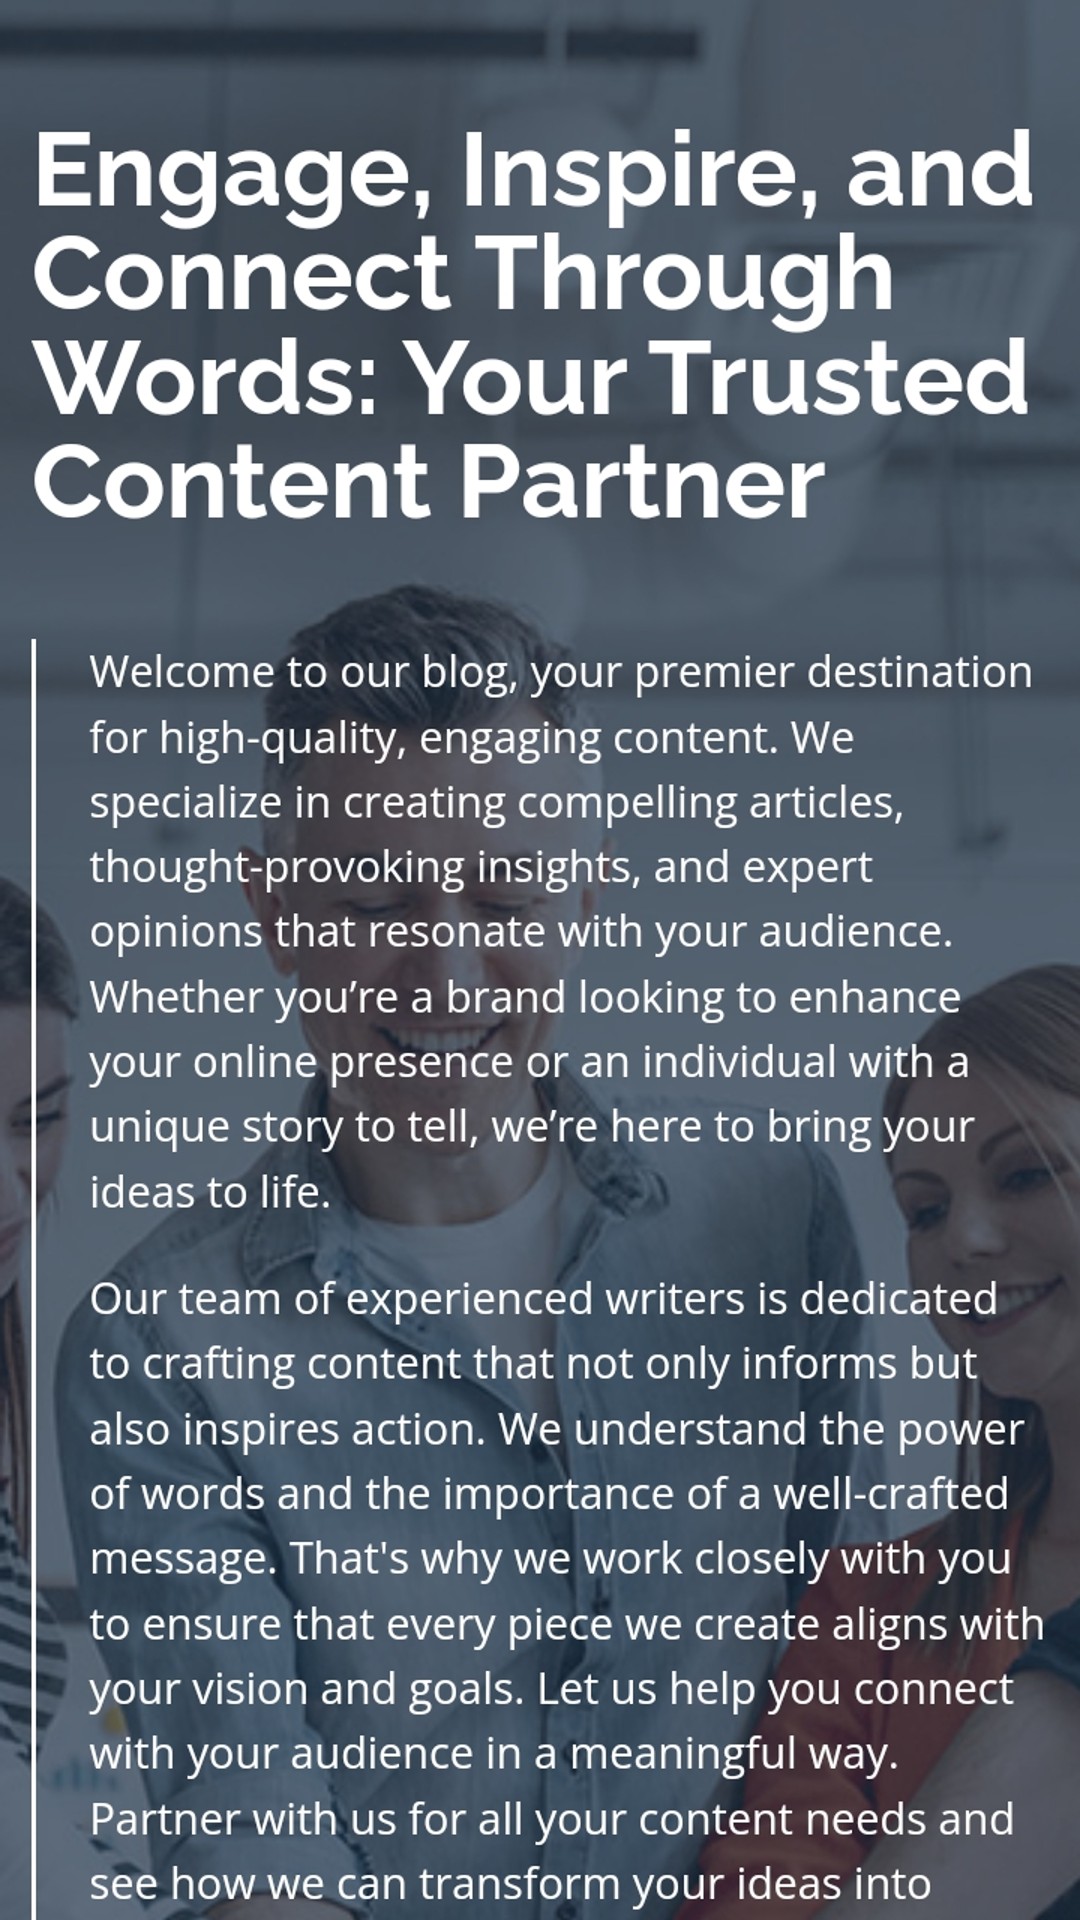 Engage, Inspire, and
Connect Through
Words: Your Trusted
Content Partner
Welcome to our blog, your premier destination
for high-quality, engaging content. We
specialize in creating compelling articles,
thought-provoking insights, and expert
opinions that resonate with your audience.
Whether you’re a brand looking to enhance
your online presence or an individual with a
unique story to tell, we’re here to bring your
ideas to life.
Our team of experienced writers is dedicated
to crafting content that not only informs but
also inspires action. We understand the power
of words and the importance of a well-crafted
message. That's why we work closely with you
to ensure that every piece we create aligns with
your vision and goals. Let us help you connect
with your audience in a meaningful way.
Partner with us for all your content needs and
see how we can transform your ideas into